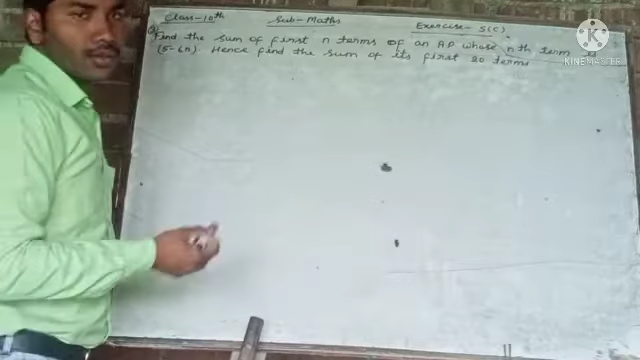 Class-10th Sub-Maths Exercise-5(C)
Q Find the sum of first n terms of an A.P whose nth term is
(5-6n). Hence find the sum of its first 20 terms
KINEMASTER